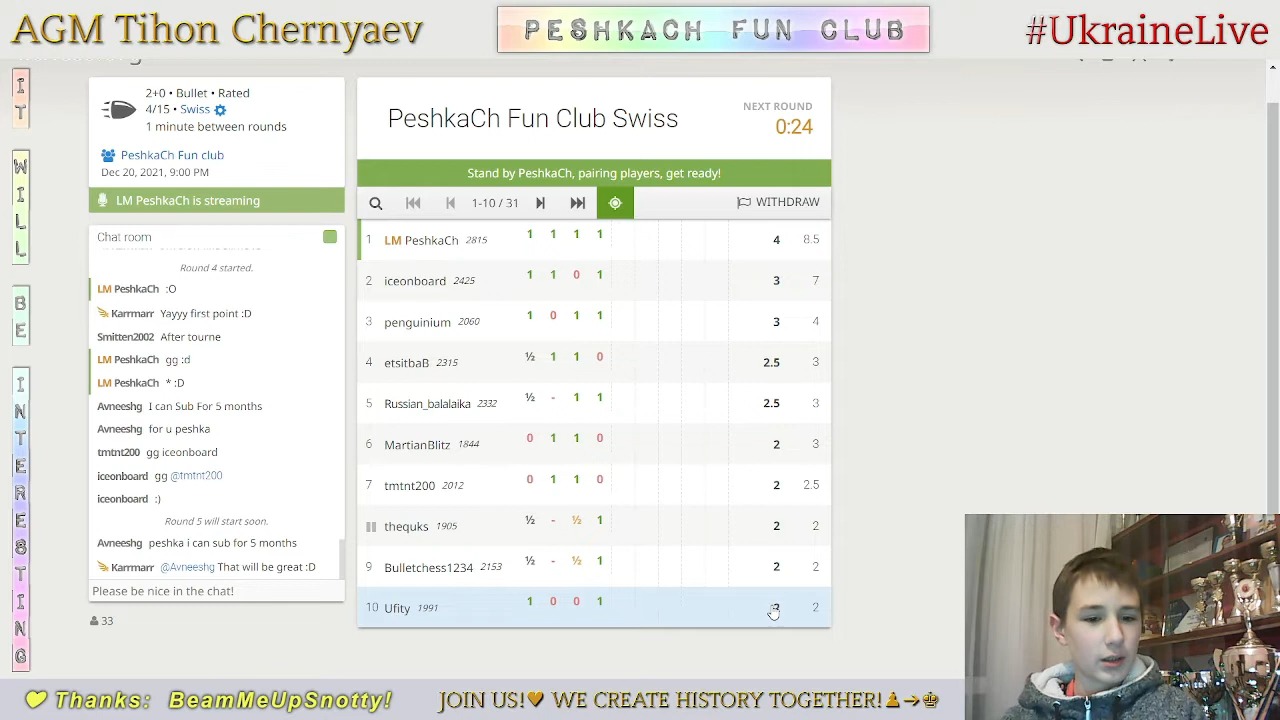 AGM Tihon Chernyaev
PESHKACH FUN CLUB
#UkraineLive
IT
WILL
BE
INTERESTING
2+0 • Bullet • Rated
4/15 • Swiss
1 minute between rounds
PeshkaCh Fun club
Dec 20, 2021, 9:00 PM
LM PeshkaCh is streaming
Chat room
Round 4 started.
LM PeshkaCh :O
Karrmarr Yayyy first point :D
Smitten2002 After tourne
LM PeshkaCh gg :d
LM PeshkaCh * :D
Avneeshg I can Sub For 5 months
Avneeshg for u peshka
tmtnt200 gg iceonboard
iceonboard gg @tmtnt200
iceonboard :)
Round 5 will start soon.
Avneeshg peshka i can sub for 5 months
Karrmarr @Avneeshg That will be great :D
Please be nice in the chat!
33
PeshkaCh Fun Club Swiss
NEXT ROUND
0:24
Stand by PeshkaCh, pairing players, get ready!
1-10 / 31
WITHDRAW
1 LM PeshkaCh 2815 1 1 1 1 4 8.5
2 iceonboard 2425 1 1 0 1 3 7
3 penguinium 2060 1 0 1 1 3 4
4 etsitbaB 2315 ½ 1 1 0 2.5 3
5 Russian_balalaika 2332 ½ - 1 1 2.5 3
6 MartianBlitz 1844 0 1 1 0 2 3
7 tmtnt200 2012 0 1 1 0 2 2.5
thequks 1905 ½ - ½ 1 2 2
9 Bulletchess1234 2153 ½ - ½ 1 2 2
10 Ufity 1991 1 0 0 1 2
Thanks: BeamMeUpSnotty!
JOIN US!🧡 WE CREATE HISTORY TOGETHER!♟→♚